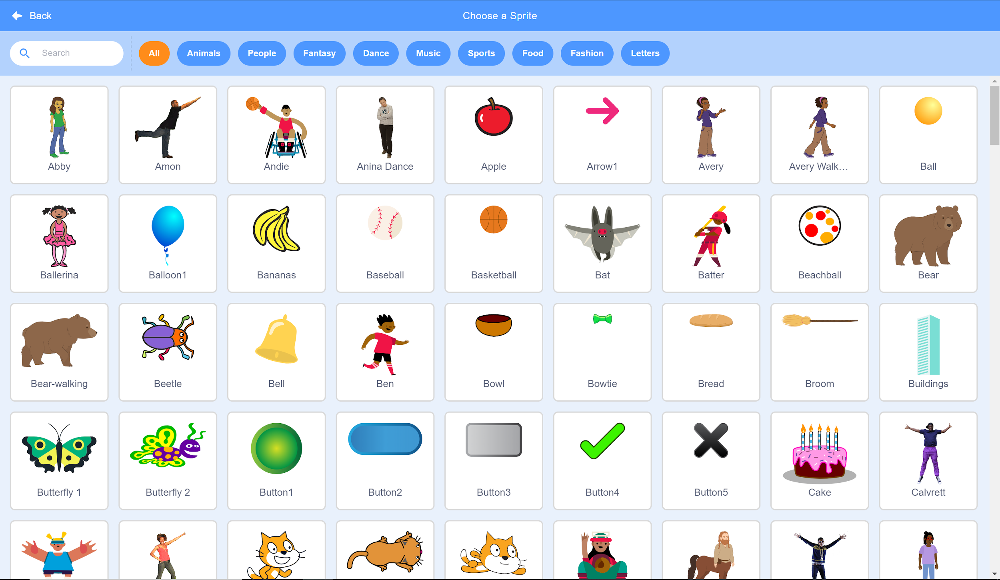 Back
Choose a Sprite
Search
All
Animals
People
Fantasy
Dance
Music
Sports
Food
Fashion
Letters
Abby
Amon
Andie
Anina Dance
Apple
Arrow1
Avery
Avery Walk...
Ball
Ballerina
Balloon1
Bananas
Baseball
Basketball
Bat
Batter
Beachball
Bear
Bear-walking
Beetle
Bell
Ben
Bowl
Bowtie
Bread
Broom
Buildings
Butterfly 1
Butterfly 2
Button1
Button2
Button3
Button4
Button5
Cake
Calvrett